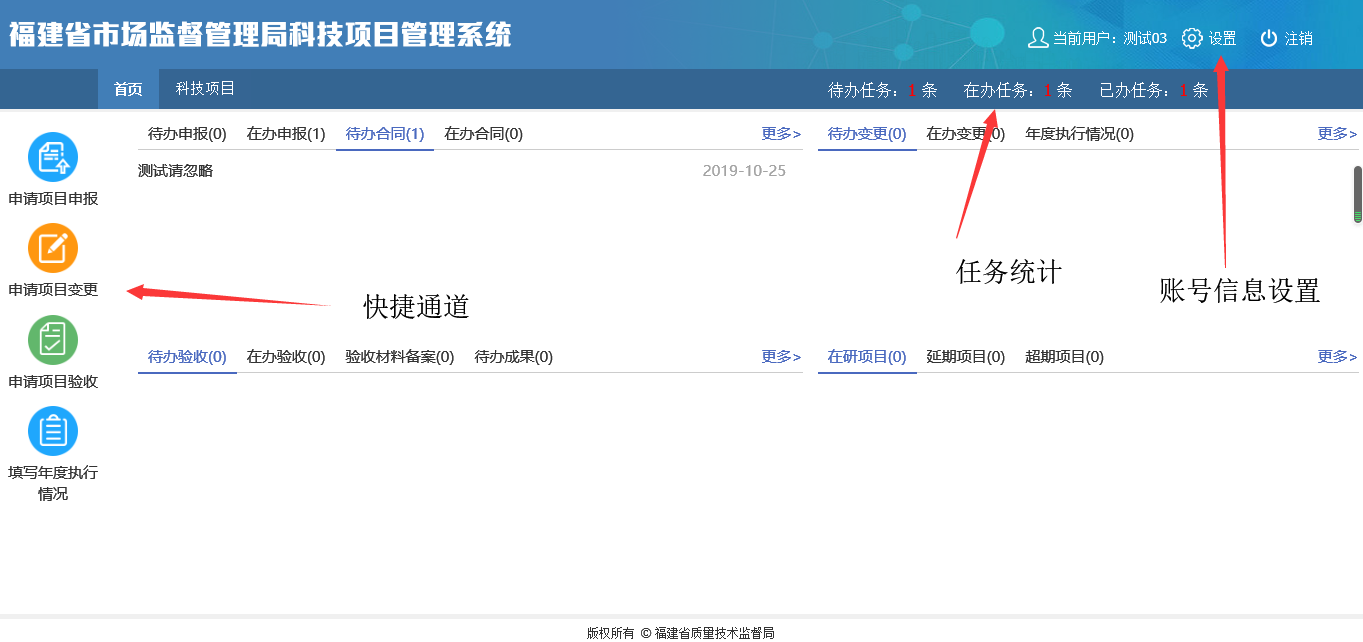 福建省市场监督管理局科技项目管理系统
当前用户：测试03 设置 注销
首页 科技项目 待办任务：1 条 在办任务：1 条 已办任务：1 条
待办申报(0) 在办申报(1) 待办合同(1) 在办合同(0) 更多>
测试请忽略 2019-10-25
待办变更(0) 在办变更(0) 年度执行情况(0) 更多>
申请项目申报
申请项目变更
申请项目验收
填写年度执行
情况
快捷通道
任务统计
账号信息设置
待办验收(0) 在办验收(0) 验收材料备案(0) 待办成果(0) 更多>
在研项目(0) 延期项目(0) 超期项目(0) 更多>
版权所有 © 福建省质量技术监督局